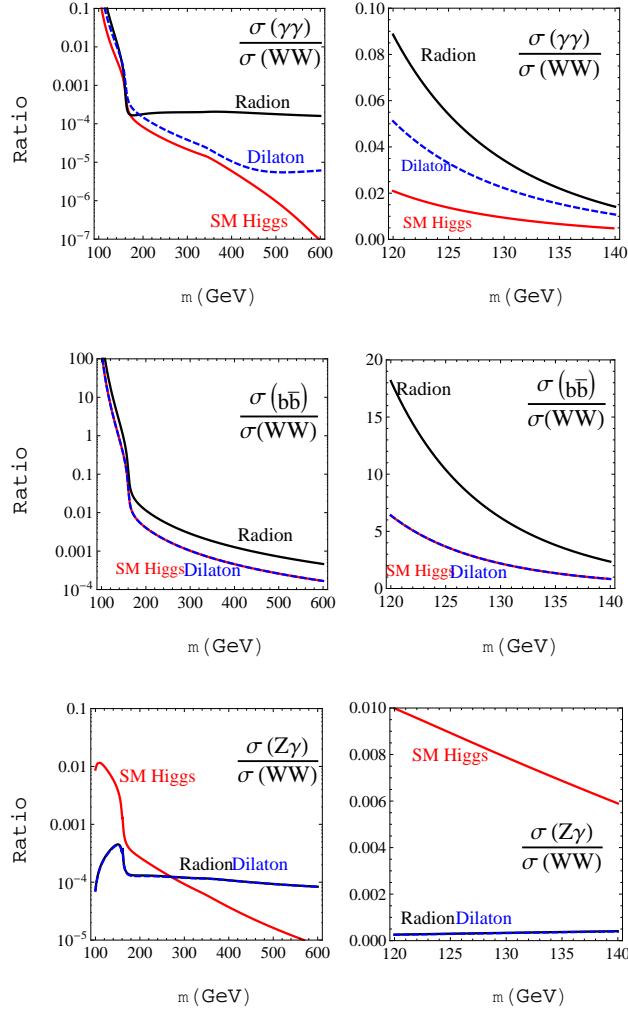 0.1
0.01
0.001
10⁻⁴
10⁻⁵
10⁻⁶
10⁻⁷
Ratio
σ (γγ)
σ (WW)
Radion
Dilaton
SM Higgs
100 200 300 400 500 600
m (GeV)
0.10
0.08
0.06
0.04
0.02
0.00
σ (γγ)
σ (WW)
Radion
Dilaton
SM Higgs
120 125 130 135 140
m (GeV)
100
10
1
0.1
0.01
0.001
10⁻⁴
Ratio
σ (bb̄)
σ(WW)
Radion
SM Higgs Dilaton
100 200 300 400 500 600
m (GeV)
20
15
10
5
0
σ (bb̄)
σ(WW)
Radion
SM Higgs Dilaton
120 125 130 135 140
m (GeV)
0.1
0.01
0.001
10⁻⁴
10⁻⁵
Ratio
σ (Zγ)
σ (WW)
SM Higgs
Radion Dilaton
100 200 300 400 500 600
m (GeV)
0.010
0.008
0.006
0.004
0.002
0.000
SM Higgs
σ (Zγ)
σ (WW)
Radion Dilaton
120 125 130 135 140
m (GeV)